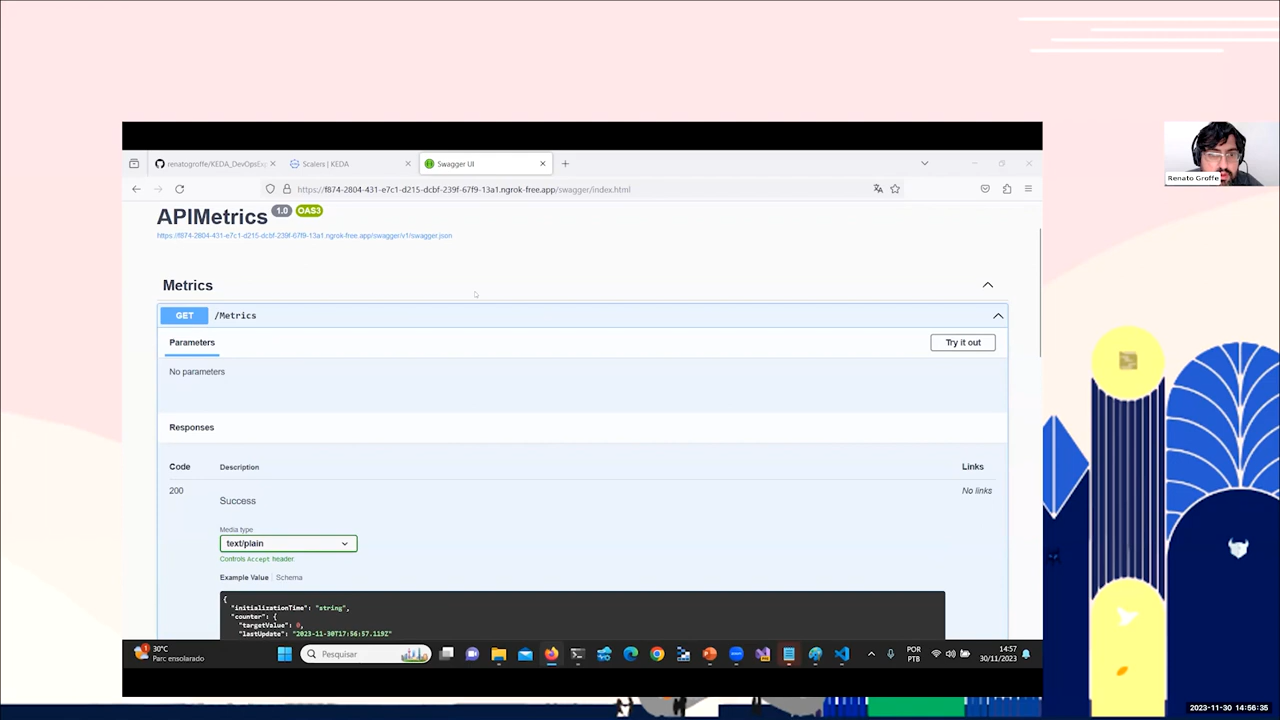 renatogroffe/KEDA_DevOpsEx
Scalers | KEDA
Swagger UI
https://f874-2804-431-e7c1-d215-dcbf-239f-67f9-13a1.ngrok-free.app/swagger/index.html
Renato Groffe
APIMetrics 1.0 OAS3
https://f874-2804-431-e7c1-d215-dcbf-239f-67f9-13a1.ngrok-free.app/swagger/v1/swagger.json
Metrics
GET /Metrics
Parameters
Try it out
No parameters
Responses
Code Description Links
200 Success No links
Media type
text/plain
Controls Accept header.
Example Value Schema
{
"initializationTime": "string",
"counter": {
"targetValue": 0,
"lastUpdate": "2023-11-30T17:56:57.119Z"
1
30°C
Parc ensolarado
Pesquisar
POR
PTB
14:57
30/11/2023
2023-11-30 14:56:35